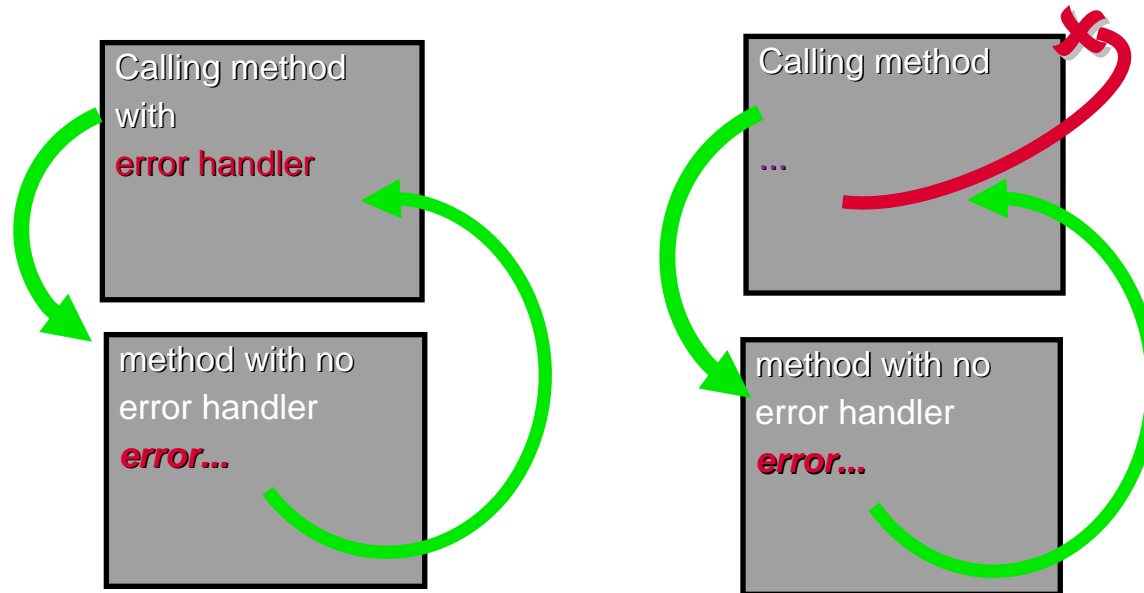 Calling method
with
error handler
method with no
error handler
error...
Calling method
...
method with no
error handler
error...